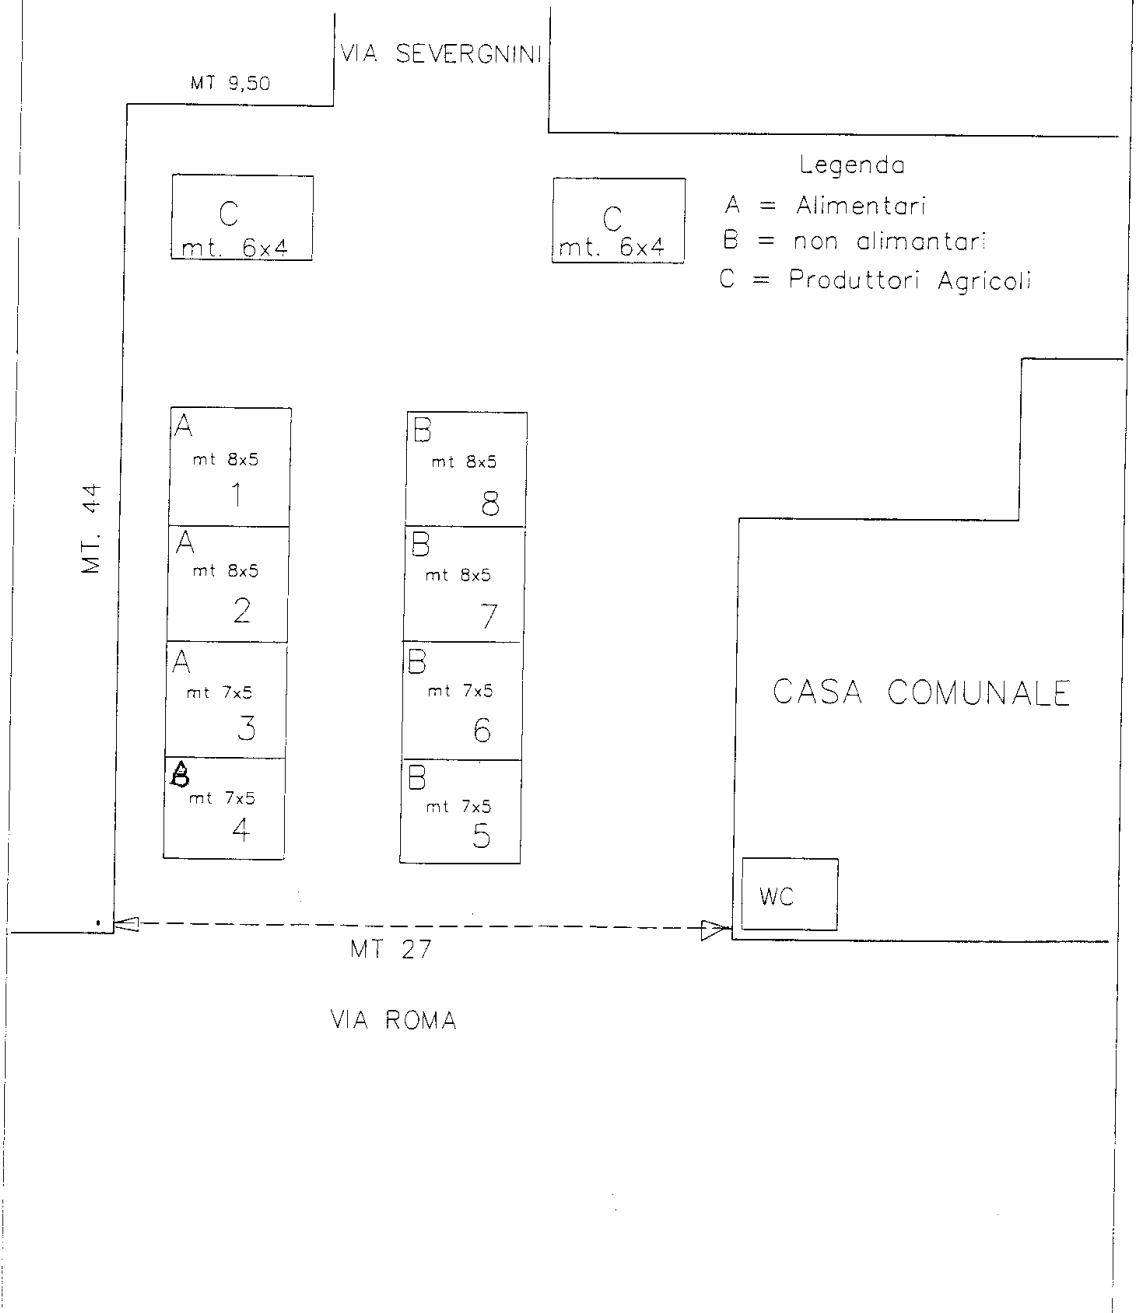 VIA SEVERGNINI
MT 9,50
Legenda
A = Alimentari
B = non alimantari
C = Produttori Agricoli
C
mt. 6x4
C
mt. 6x4
MT. 44
A
mt 8x5
1
B
mt 8x5
8
A
mt 8x5
2
B
mt 8x5
7
A
mt 7x5
3
B
mt 7x5
6
mt 7x5
4
B
mt 7x5
5
CASA COMUNALE
WC
MT 27
VIA ROMA